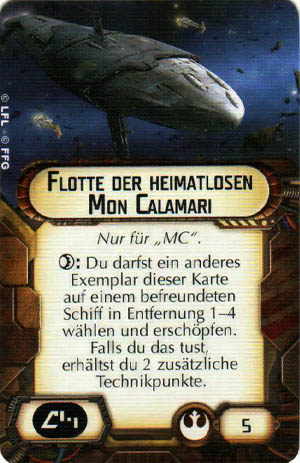 © LFL · © FFG
FLOTTE DER HEIMATLOSEN
MON CALAMARI
Nur für „MC“.
: Du darfst ein anderes
Exemplar dieser Karte
auf einem befreundeten
Schiff in Entfernung 1–4
wählen und erschöpfen.
Falls du das tust,
erhältst du 2 zusätzliche
Technikpunkte.
5